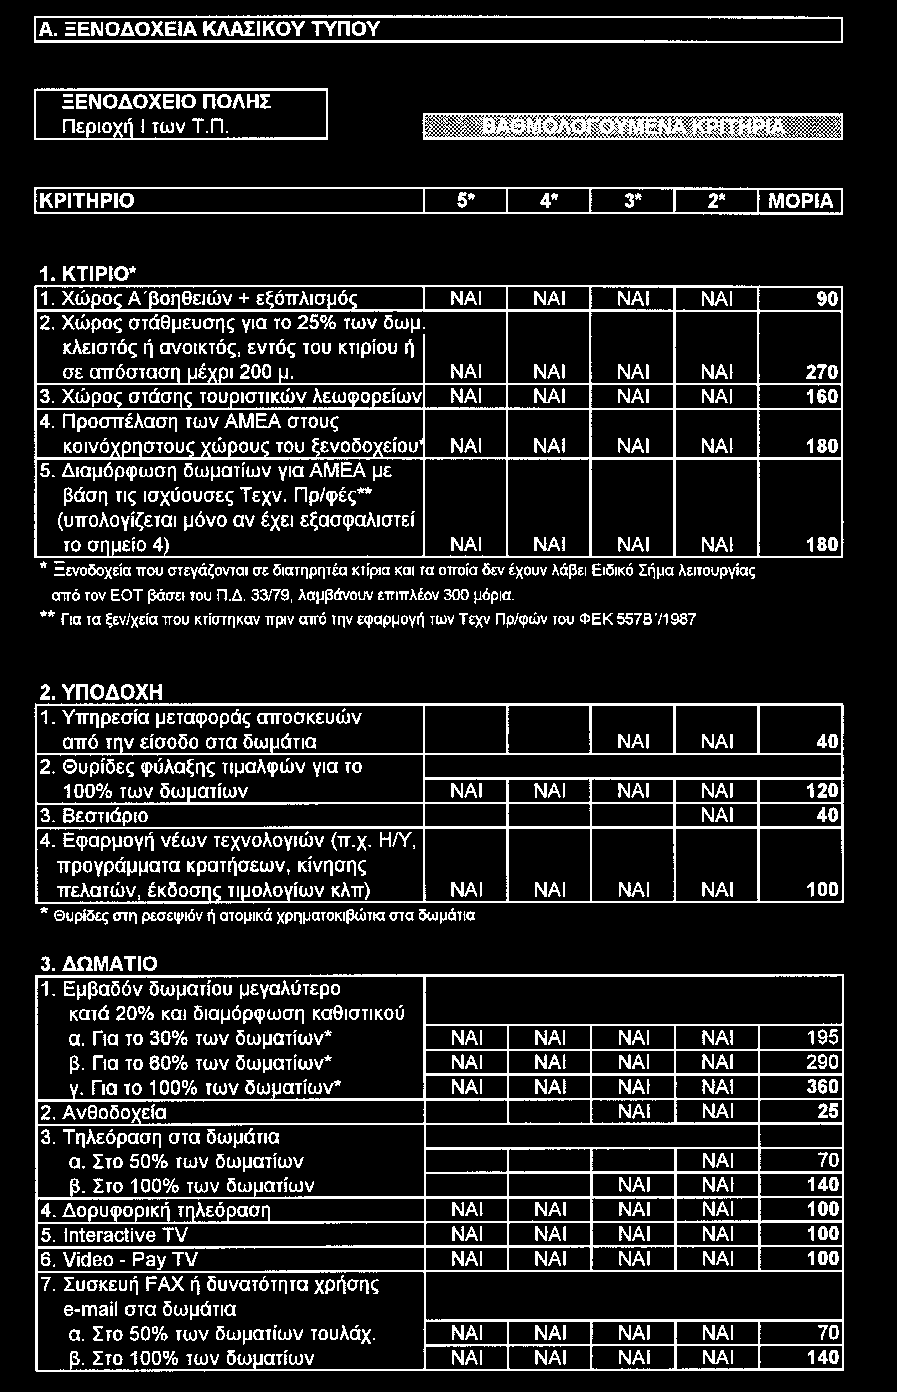 Α. ΞΕΝΟΔΟΧΕΙΑ ΚΛΑΣΙΚΟΥ ΤΥΠΟΥ
ΞΕΝΟΔΟΧΕΙΟ ΠΟΛΗΣ
Περιοχή Ι των Τ.Π.
ΒΑΘΜΟΛΟΓΟΥΜΕΝΑ ΚΡΙΤΗΡΙΑ
ΚΡΙΤΗΡΙΟ 5* 4* 3* 2* ΜΟΡΙΑ
1. ΚΤΙΡΙΟ*
1. Χώρος Α΄βοηθειών + εξόπλισμός ΝΑΙ ΝΑΙ ΝΑΙ ΝΑΙ 90
2. Χώρος στάθμευσης για το 25% των δωμ.
κλειστός ή ανοικτός, εντός του κτιρίου ή
σε απόσταση μέχρι 200 μ. ΝΑΙ ΝΑΙ ΝΑΙ ΝΑΙ 270
3. Χώρος στάσης τουριστικών λεωφορείων ΝΑΙ ΝΑΙ ΝΑΙ ΝΑΙ 160
4. Προσπέλαση των ΑΜΕΑ στους
κοινόχρηστους χώρους του ξενοδοχείου* ΝΑΙ ΝΑΙ ΝΑΙ ΝΑΙ 180
5. Διαμόρφωση δωματίων για ΑΜΕΑ με
βάση τις ισχύουσες Τεχν. Πρ/φές**
(υπολογίζεται μόνο αν έχει εξασφαλιστεί
το σημείο 4) ΝΑΙ ΝΑΙ ΝΑΙ ΝΑΙ 180
* Ξενοδοχεία που στεγάζονται σε διατηρητέα κτίρια και τα οποία δεν έχουν λάβει Ειδικό Σήμα λειτουργίας
από τον ΕΟΤ βάσει του Π.Δ. 33/79, λαμβάνουν επιπλέον 300 μόρια.
** Για τα ξεν/χεία που κτίστηκαν πριν από την εφαρμογή των Τεχν Πρ/φών του ΦΕΚ 557Β΄/1987
2. ΥΠΟΔΟΧΗ
1. Υπηρεσία μεταφοράς αποσκευών
από την είσοδο στα δωμάτια ΝΑΙ ΝΑΙ 40
2. Θυρίδες φύλαξης τιμαλφών για το
100% των δωματίων ΝΑΙ ΝΑΙ ΝΑΙ ΝΑΙ 120
3. Βεστιάριο ΝΑΙ 40
4. Εφαρμογή νέων τεχνολογιών (π.χ. Η/Υ,
προγράμματα κρατήσεων, κίνησης
πελατών, έκδοσης τιμολογίων κλπ) ΝΑΙ ΝΑΙ ΝΑΙ ΝΑΙ 100
* Θυρίδες στη ρεσεψιόν ή ατομικά χρηματοκιβώτια στα δωμάτια
3. ΔΩΜΑΤΙΟ
1. Εμβαδόν δωματίου μεγαλύτερο
κατά 20% και διαμόρφωση καθιστικού
α. Για το 30% των δωματίων* ΝΑΙ ΝΑΙ ΝΑΙ ΝΑΙ 195
β. Για το 60% των δωματίων* ΝΑΙ ΝΑΙ ΝΑΙ ΝΑΙ 290
γ. Για το 100% των δωματίων* ΝΑΙ ΝΑΙ ΝΑΙ ΝΑΙ 360
2. Ανθοδοχεία ΝΑΙ ΝΑΙ 25
3. Τηλεόραση στα δωμάτια
α. Στο 50% των δωματίων ΝΑΙ 70
β. Στο 100% των δωματίων ΝΑΙ ΝΑΙ 140
4. Δορυφορική τηλεόραση ΝΑΙ ΝΑΙ ΝΑΙ ΝΑΙ 100
5. Interactive TV ΝΑΙ ΝΑΙ ΝΑΙ ΝΑΙ 100
6. Video - Pay TV ΝΑΙ ΝΑΙ ΝΑΙ ΝΑΙ 100
7. Συσκευή FAX ή δυνατότητα χρήσης
e-mail στα δωμάτια
α. Στο 50% των δωματίων τουλάχ. ΝΑΙ ΝΑΙ ΝΑΙ ΝΑΙ 70
β. Στο 100% των δωματίων ΝΑΙ ΝΑΙ ΝΑΙ ΝΑΙ 140